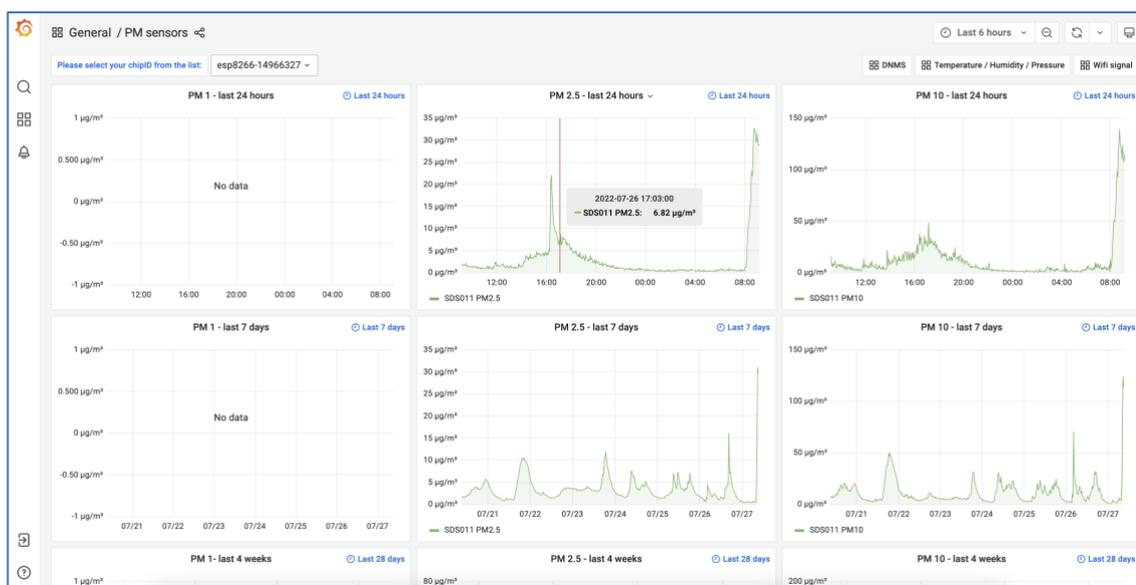 General / PM sensors
Last 6 hours
Please select your chipID from the list:
esp8266-14966327
DNMS
Temperature / Humidity / Pressure
Wifi signal
PM 1 - last 24 hours
Last 24 hours
1 µg/m³
0.500 µg/m³
0 µg/m³
-0.50 µg/m³
-1 µg/m³
No data
12:00 16:00 20:00 00:00 04:00 08:00
PM 2.5 - last 24 hours
Last 24 hours
35 µg/m³
30 µg/m³
25 µg/m³
20 µg/m³
15 µg/m³
10 µg/m³
5 µg/m³
0 µg/m³
2022-07-26 17:03:00
SDS011 PM2.5: 6.82 µg/m³
12:00 16:00 20:00 00:00 04:00 08:00
SDS011 PM2.5
PM 10 - last 24 hours
Last 24 hours
150 µg/m³
100 µg/m³
50 µg/m³
0 µg/m³
12:00 16:00 20:00 00:00 04:00 08:00
SDS011 PM10
PM 1 - last 7 days
Last 7 days
1 µg/m³
0.500 µg/m³
0 µg/m³
-0.50 µg/m³
-1 µg/m³
No data
07/21 07/22 07/23 07/24 07/25 07/26 07/27
PM 2.5 - last 7 days
Last 7 days
35 µg/m³
30 µg/m³
25 µg/m³
20 µg/m³
15 µg/m³
10 µg/m³
5 µg/m³
0 µg/m³
07/21 07/22 07/23 07/24 07/25 07/26 07/27
SDS011 PM2.5
PM 10 - last 7 days
Last 7 days
150 µg/m³
100 µg/m³
50 µg/m³
0 µg/m³
07/21 07/22 07/23 07/24 07/25 07/26 07/27
SDS011 PM10
PM 1- last 4 weeks
Last 28 days
1 µg/m³
PM 2.5 - last 4 weeks
Last 28 days
80 µg/m³
PM 10 - last 4 weeks
Last 28 days
200 µg/m³